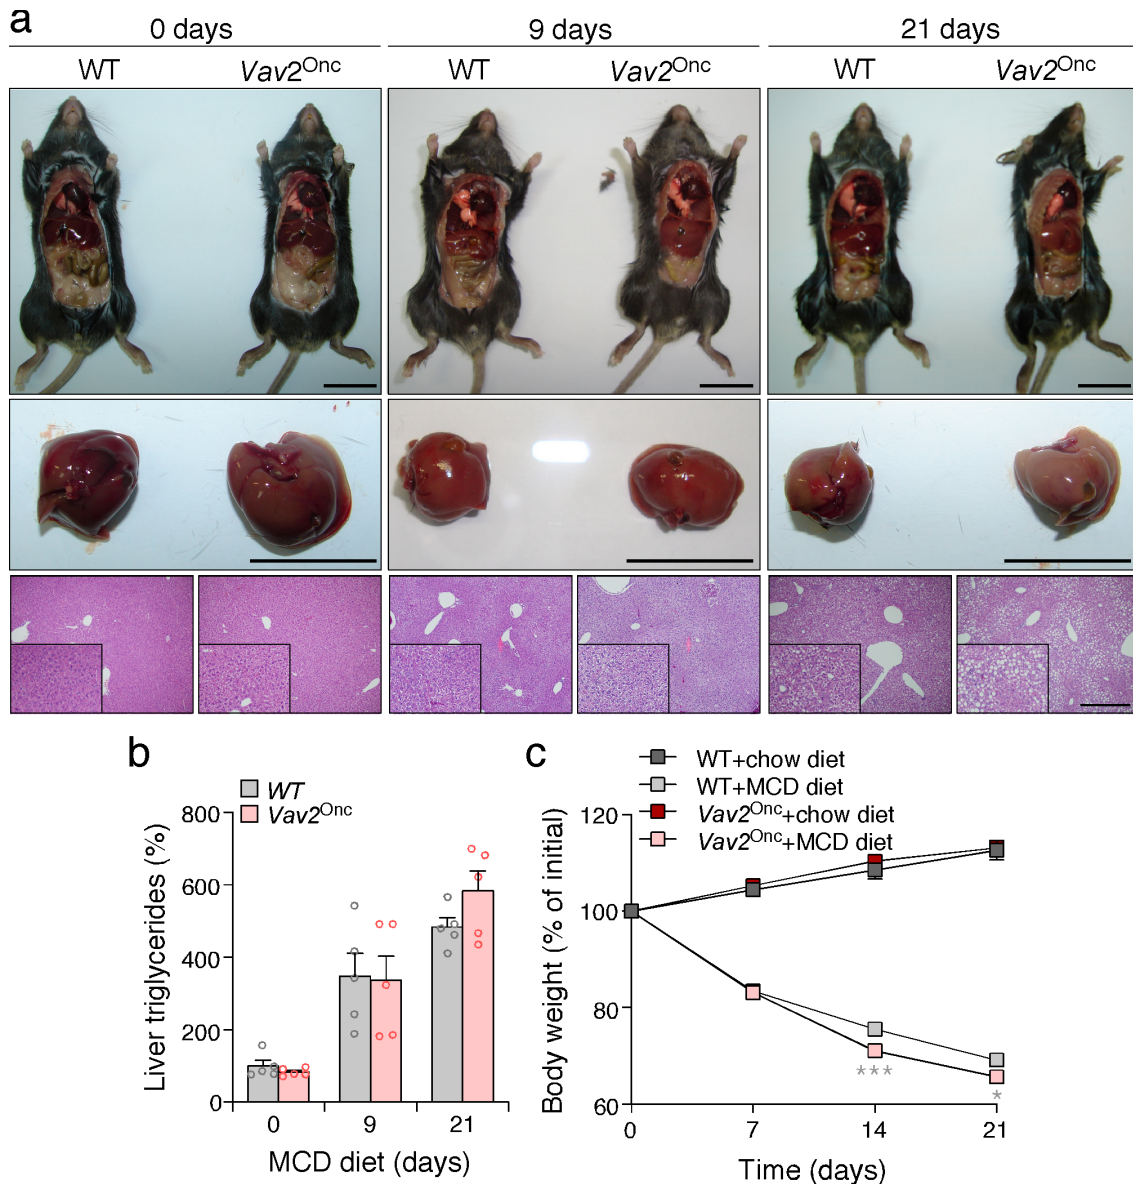 a
0 days 9 days 21 days
WT Vav2Onc WT Vav2Onc WT Vav2Onc
b
WT
Vav2Onc
Liver triglycerides (%)
800
600
400
200
0
0 9 21
MCD diet (days)
c
WT+chow diet
WT+MCD diet
Vav2Onc+chow diet
Vav2Onc+MCD diet
Body weight (% of initial)
120
100
80
60
***
*
0 7 14 21
Time (days)